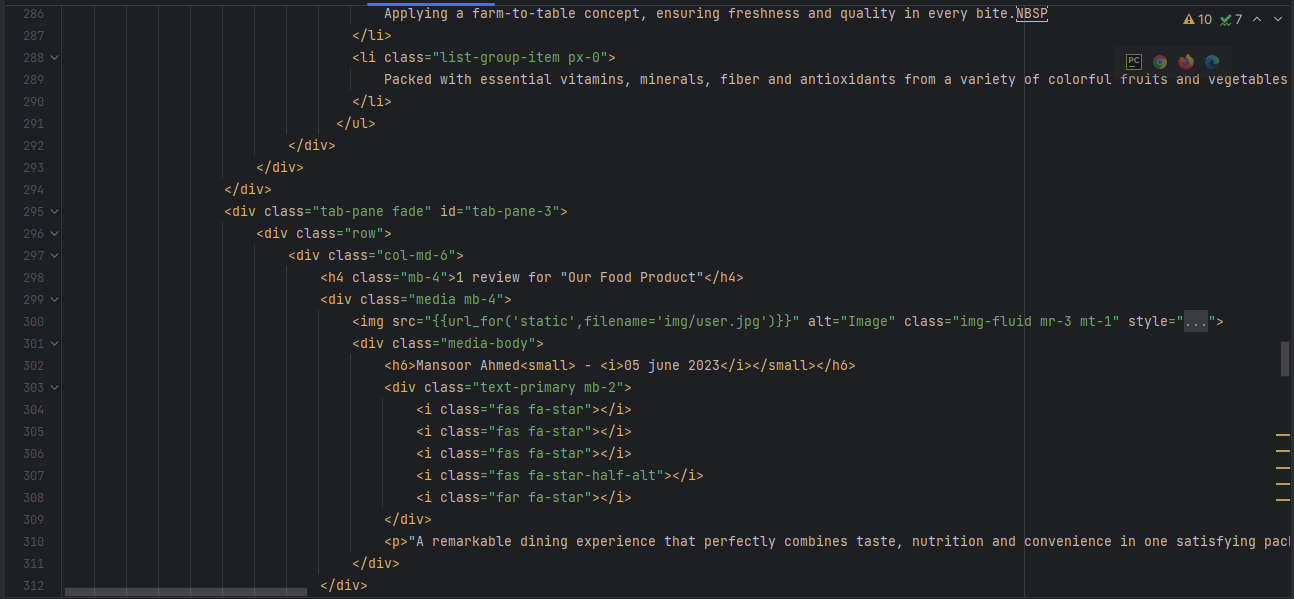 286 Applying a farm-to-table concept, ensuring freshness and quality in every bite.NBSP
10 7
287 </li>
288 <li class="list-group-item px-0">
PC
289 Packed with essential vitamins, minerals, fiber and antioxidants from a variety of colorful fruits and vegetables
290 </li>
291 </ul>
292 </div>
293 </div>
294 </div>
295 <div class="tab-pane fade" id="tab-pane-3">
296 <div class="row">
297 <div class="col-md-6">
298 <h4 class="mb-4">1 review for "Our Food Product"</h4>
299 <div class="media mb-4">
300 <img src="{{url_for('static',filename='img/user.jpg')}}" alt="Image" class="img-fluid mr-3 mt-1" style="...">
301 <div class="media-body">
302 <h6>Mansoor Ahmed<small> - <i>05 june 2023</i></small></h6>
303 <div class="text-primary mb-2">
304 <i class="fas fa-star"></i>
305 <i class="fas fa-star"></i>
306 <i class="fas fa-star"></i>
307 <i class="fas fa-star-half-alt"></i>
308 <i class="far fa-star"></i>
309 </div>
310 <p>"A remarkable dining experience that perfectly combines taste, nutrition and convenience in one satisfying pac
311 </div>
312 </div>